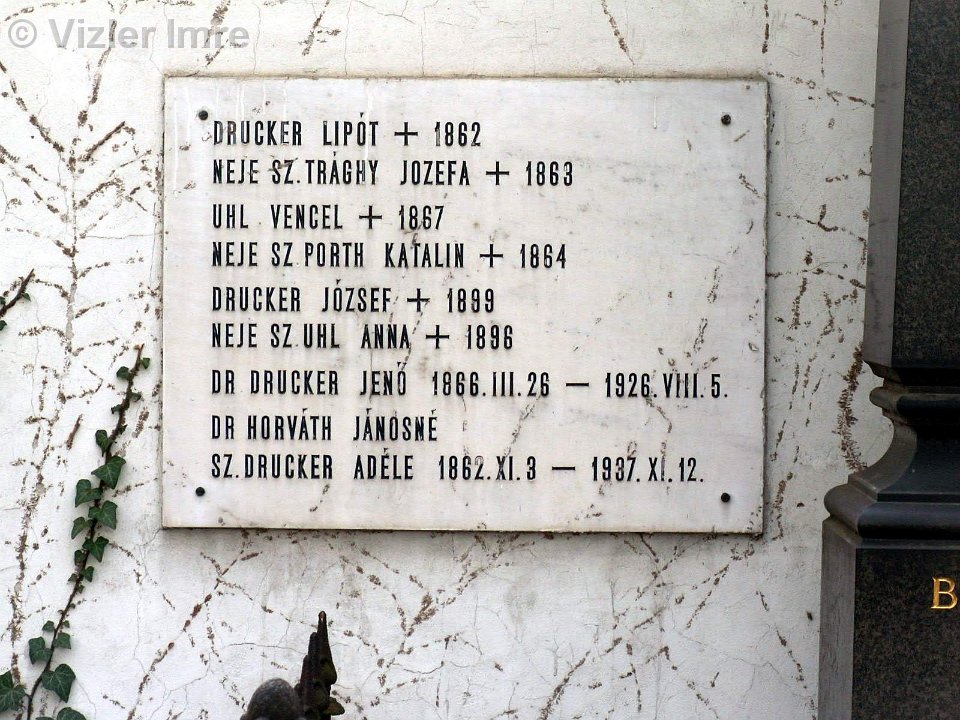 © Vizler Imre
DRUCKER LIPÓT + 1862
NEJE SZ. TRÁGHY JOZEFA + 1863
UHL VENCEL + 1867
NEJE SZ PORTH KATALIN + 1864
DRUCKER JÓZSEF + 1899
NEJE SZ. UHL ANNA + 1896
DR DRUCKER JENŐ 1866.III.26 — 1926.VIII.5.
DR HORVÁTH JÁNOSNÉ
SZ. DRUCKER ADÉLE 1862.XI.3 — 1937.XI.12.
B